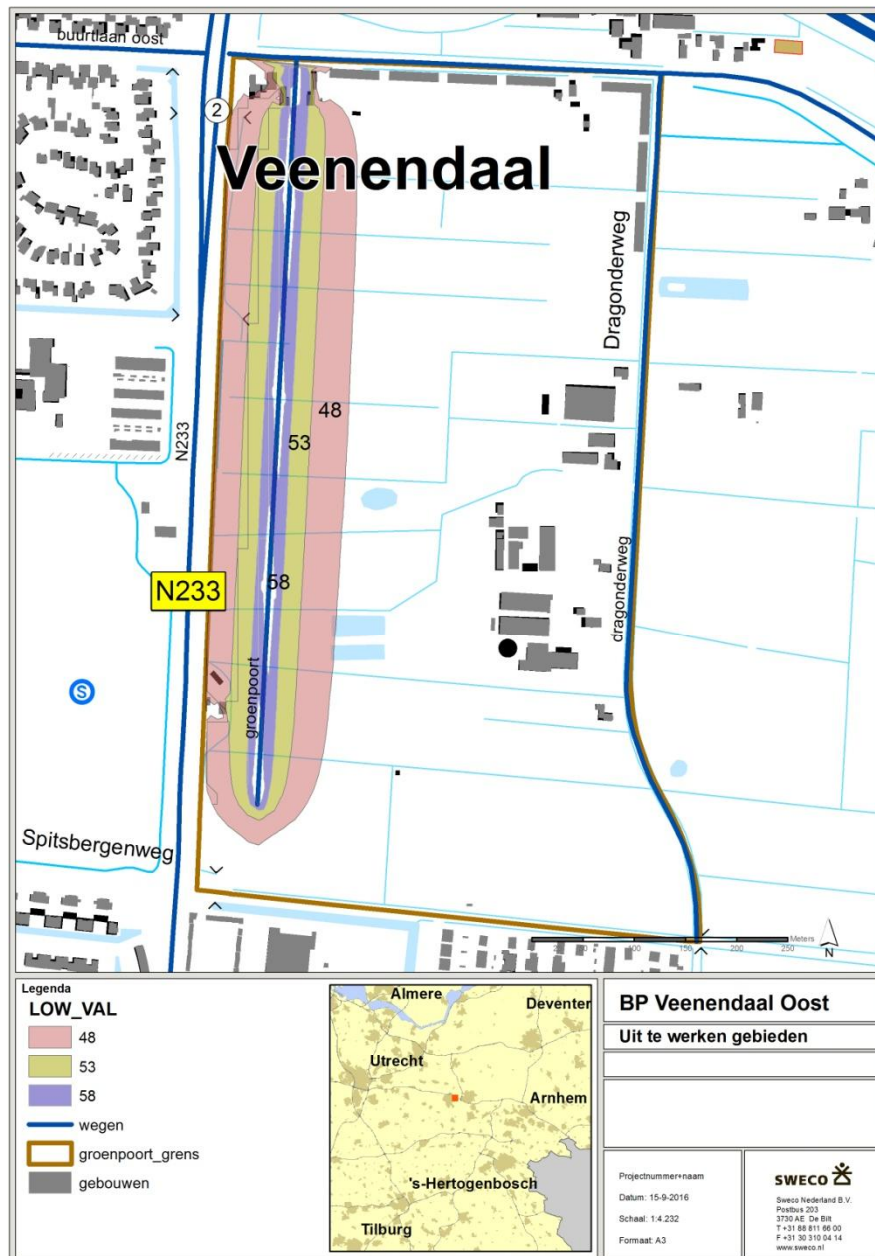 buurtlaan oost
2
Veenendaal
Dragonderweg
N233
48
53
58
N233
dragonderweg
groenpoort
S
Spitsbergenweg
Meters
200
250
N
Legenda
LOW_VAL
48
53
58
wegen
groenpoort_grens
gebouwen
Almere
Deventer
Utrecht
Arnhem
's-Hertogenbosch
Tilburg
BP Veenendaal Oost
Uit te werken gebieden
Projectnummer+naam
Datum: 15-9-2016
Schaal: 1:4.232
Formaat: A3
SWECO
Sweco Nederland B.V.
Postbus 203
3730 AE De Bilt
T +31 88 811 66 00
F +31 30 310 04 14
www.sweco.nl